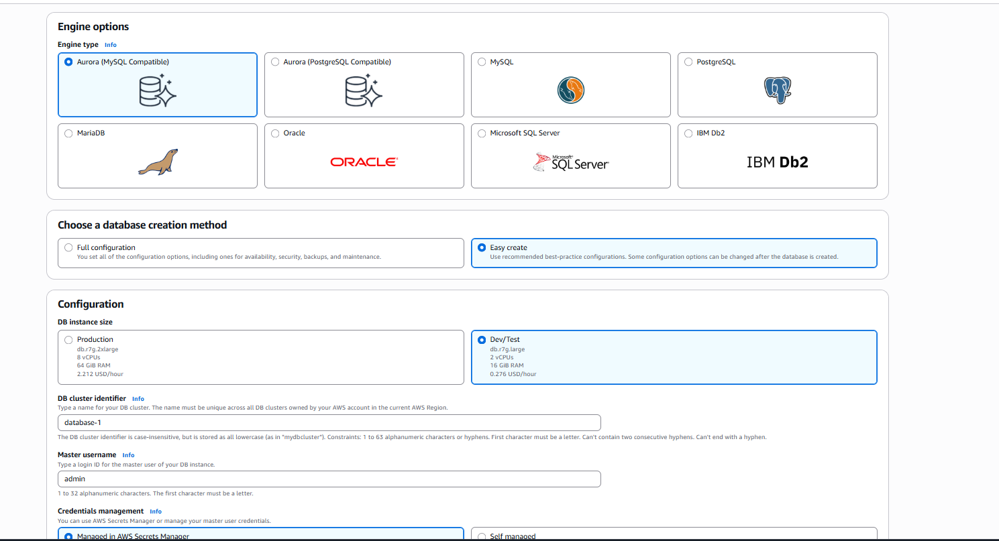 Engine options
Engine type Info
Aurora (MySQL Compatible)
Aurora (PostgreSQL Compatible)
MySQL
PostgreSQL
MariaDB
Oracle
ORACLE
Microsoft SQL Server
Microsoft
SQL Server
IBM Db2
IBM Db2
Choose a database creation method
Full configuration
You set all of the configuration options, including ones for availability, security, backups, and maintenance.
Easy create
Use recommended best-practice configurations. Some configuration options can be changed after the database is created.
Configuration
DB instance size
Production
db.r7g.2xlarge
8 vCPUs
64 GiB RAM
2.212 USD/hour
Dev/Test
db.r7g.large
2 vCPUs
16 GiB RAM
0.276 USD/hour
DB cluster identifier Info
Type a name for your DB cluster. The name must be unique across all DB clusters owned by your AWS account in the current AWS Region.
database-1
The DB cluster identifier is case-insensitive, but is stored as all lowercase (as in "mydbcluster"). Constraints: 1 to 63 alphanumeric characters or hyphens. First character must be a letter. Can't contain two consecutive hyphens. Can't end with a hyphen.
Master username Info
Type a login ID for the master user of your DB instance.
admin
1 to 32 alphanumeric characters. The first character must be a letter.
Credentials management Info
You can use AWS Secrets Manager or manage your master user credentials.
Managed in AWS Secrets Manager
Self managed